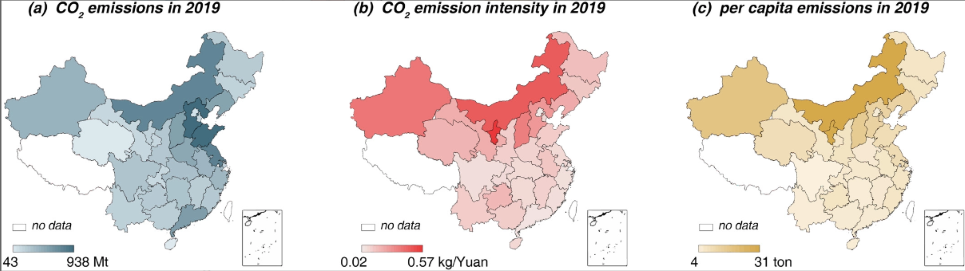 (a) CO2 emissions in 2019
(b) CO2 emission intensity in 2019
(c) per capita emissions in 2019
no data
43 938 Mt
no data
0.02 0.57 kg/Yuan
no data
4 31 ton